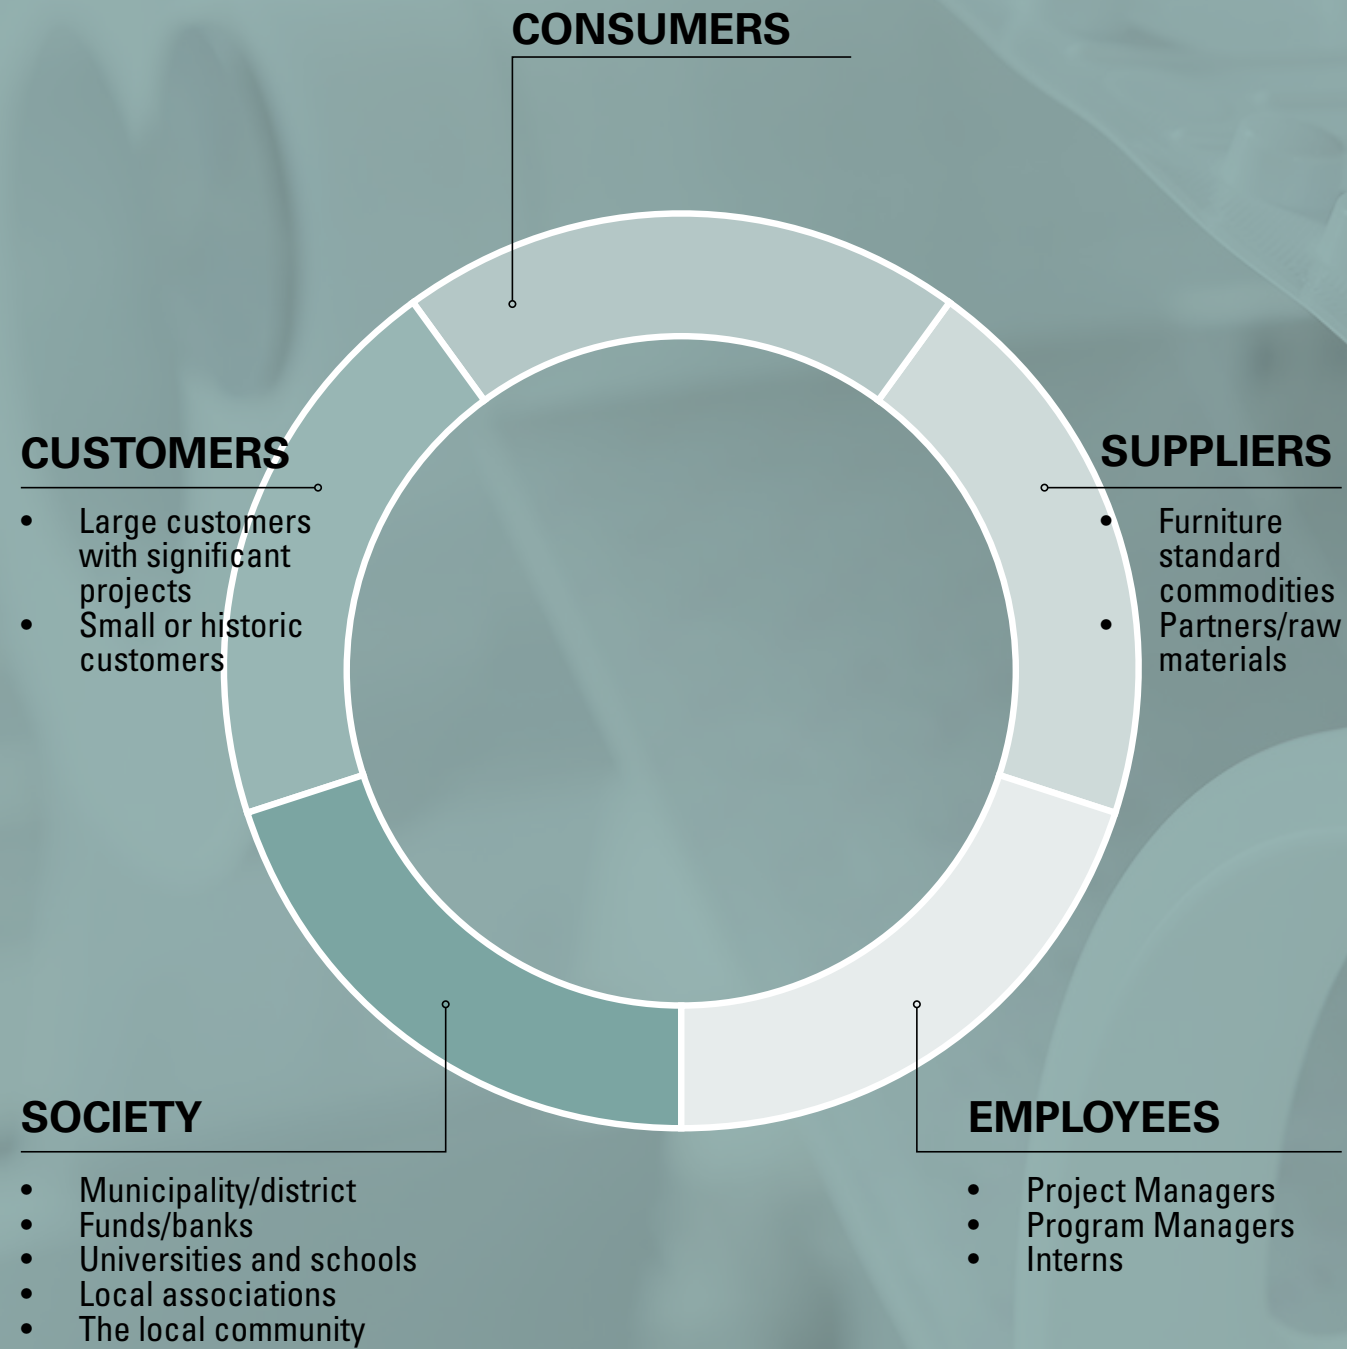 CONSUMERS
CUSTOMERS
• Large customers
with significant
projects
• Small or historic
customers
SUPPLIERS
• Furniture
standard
commodities
• Partners/raw
materials
SOCIETY
• Municipality/district
• Funds/banks
• Universities and schools
• Local associations
• The local community
EMPLOYEES
• Project Managers
• Program Managers
• Interns